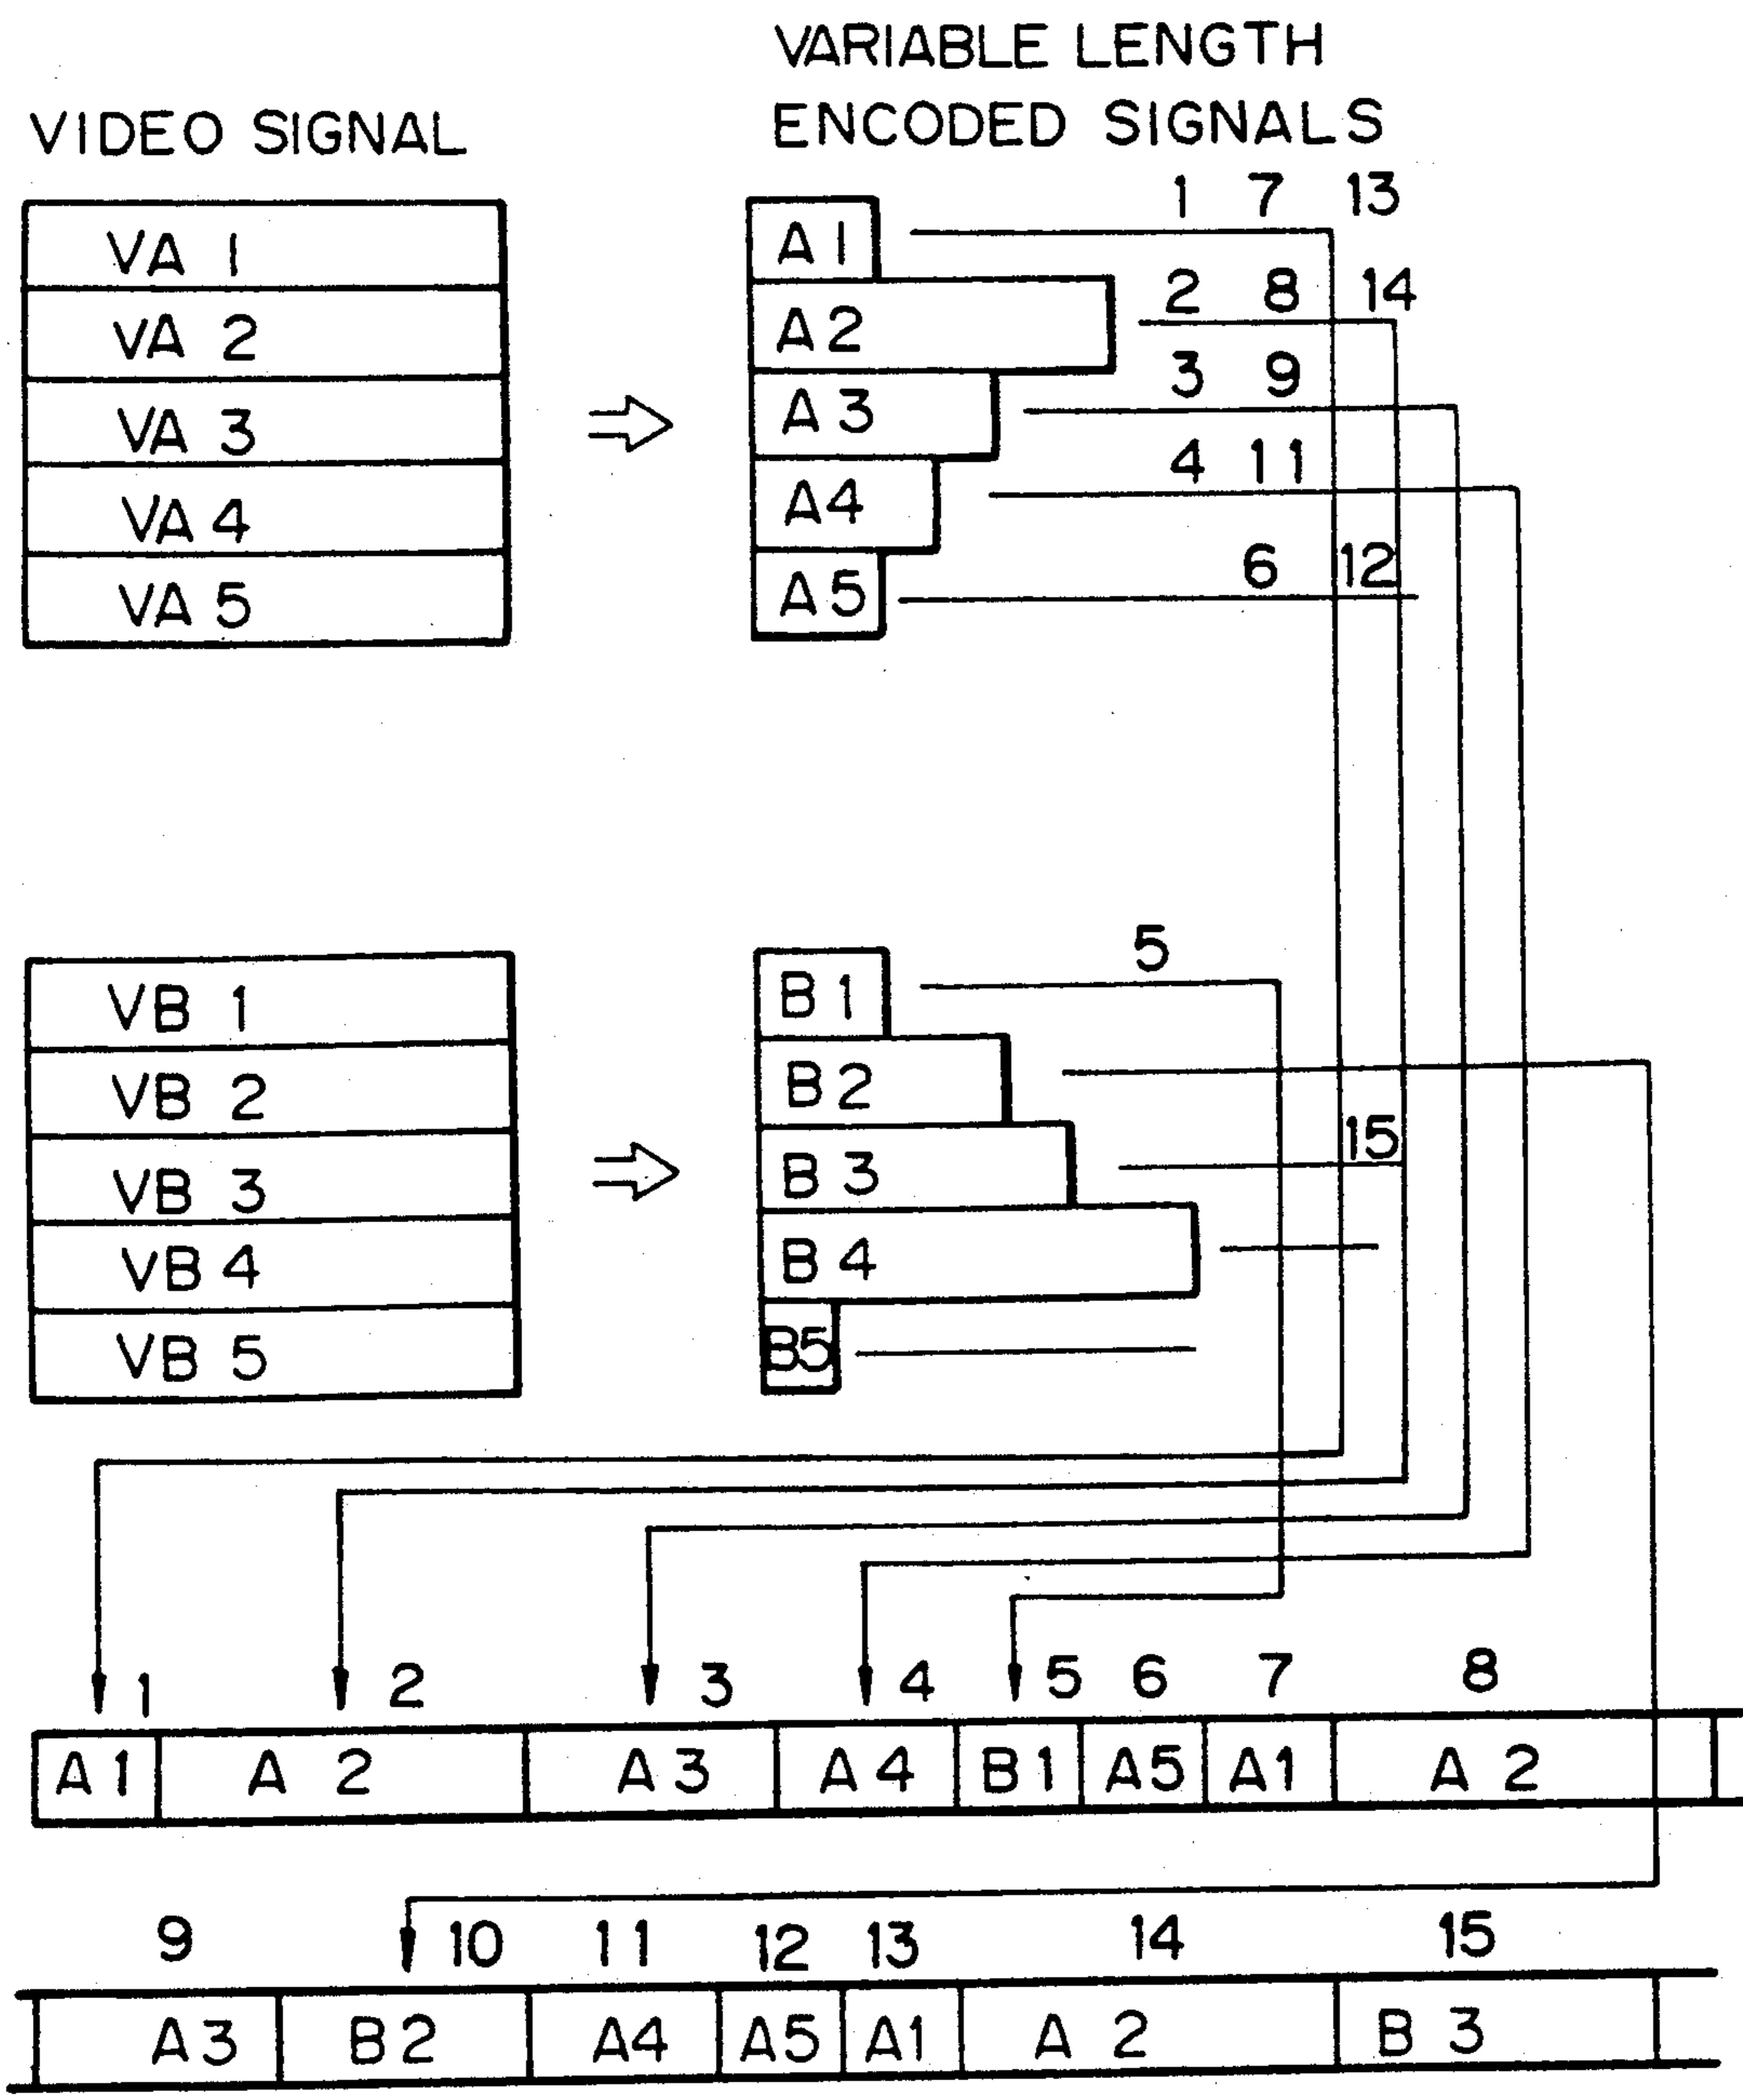 VARIABLE LENGTH
ENCODED SIGNALS
VIDEO SIGNAL
VA 1
VA 2
VA 3
VA 4
VA 5
A1
A2
A3
A4
A5
1 7 13
2 8 14
3 9
4 11
6 12
VB 1
VB 2
VB 3
VB 4
VB 5
B1
B2
B3
B4
B5
5
15
1 2 3 4 5 6 7 8
A1 A 2 A 3 A 4 B1 A5 A1 A 2
9 10 11 12 13 14 15
A3 B2 A4 A5 A1 A 2 B 3